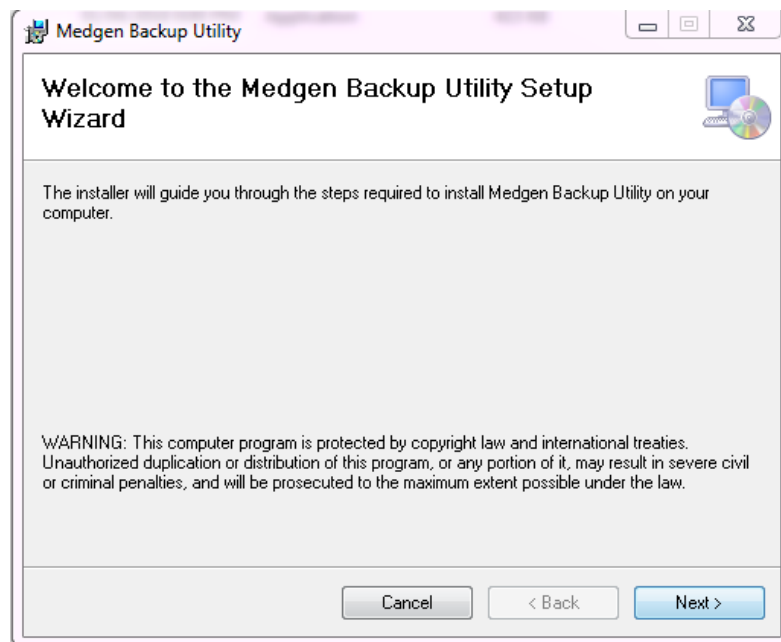 Medgen Backup Utility
Welcome to the Medgen Backup Utility Setup
Wizard
The installer will guide you through the steps required to install Medgen Backup Utility on your
computer.
WARNING: This computer program is protected by copyright law and international treaties.
Unauthorized duplication or distribution of this program, or any portion of it, may result in severe civil
or criminal penalties, and will be prosecuted to the maximum extent possible under the law.
Cancel
< Back
Next >